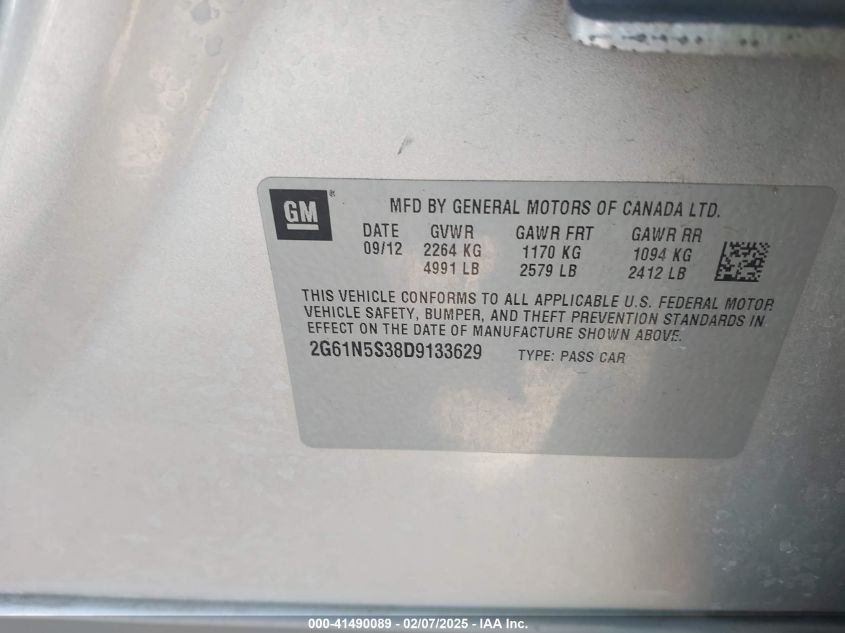 GM
®
MFD BY GENERAL MOTORS OF CANADA LTD.
DATE GVWR GAWR FRT GAWR RR
09/12 2264 KG 1170 KG 1094 KG
4991 LB 2579 LB 2412 LB
THIS VEHICLE CONFORMS TO ALL APPLICABLE U.S. FEDERAL MOTOR
VEHICLE SAFETY, BUMPER, AND THEFT PREVENTION STANDARDS IN
EFFECT ON THE DATE OF MANUFACTURE SHOWN ABOVE.
2G61N5S38D9133629 TYPE: PASS CAR
000-41490089 - 02/07/2025 - IAA Inc.